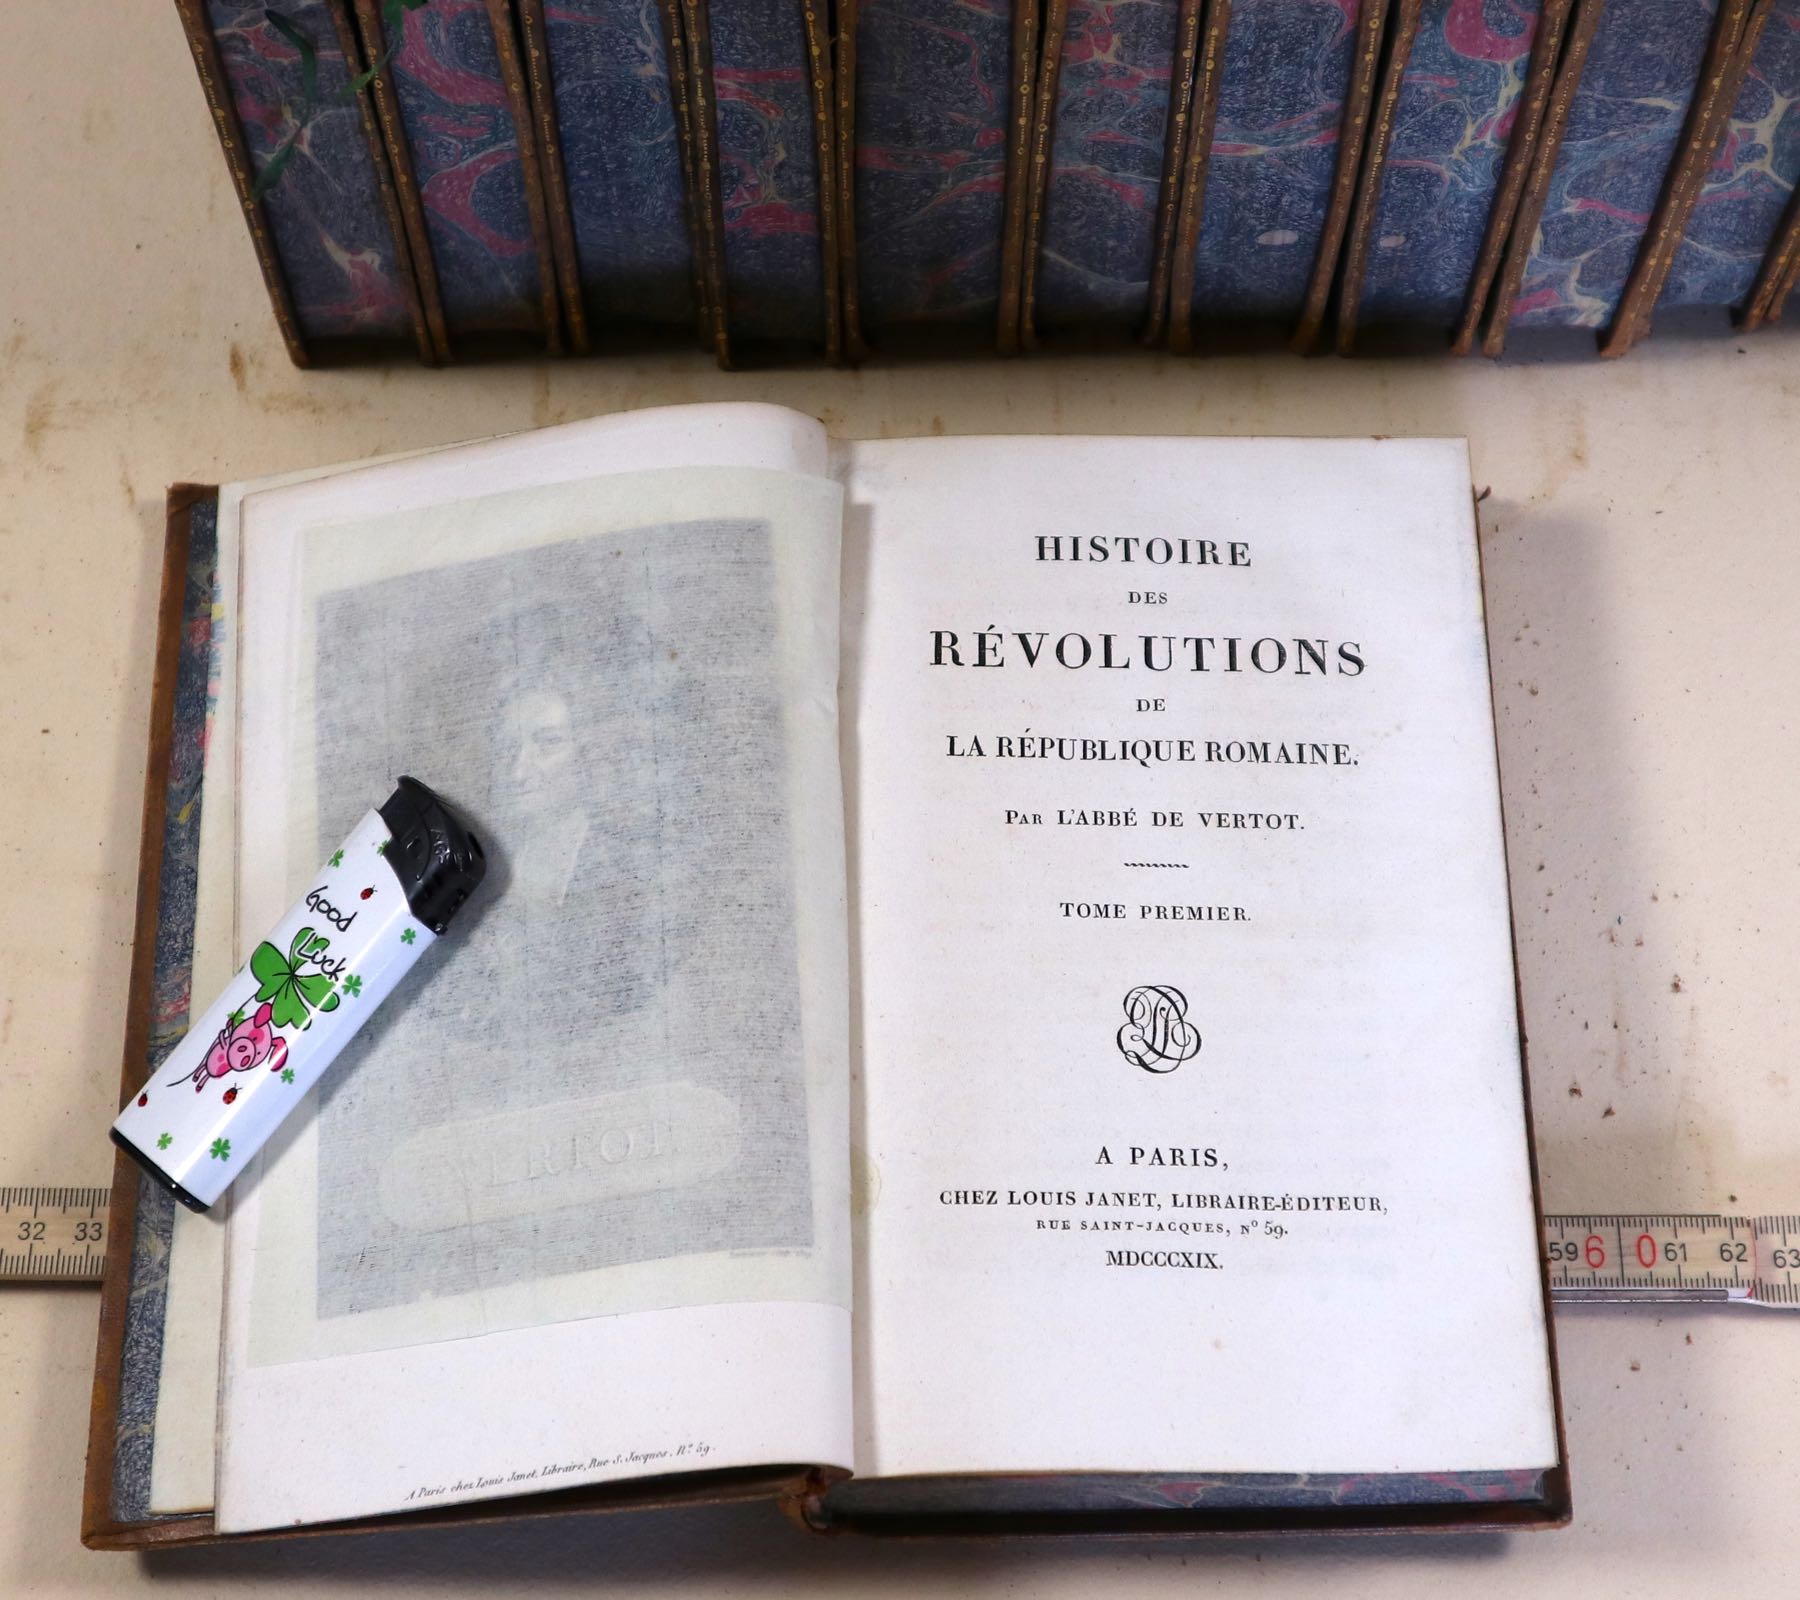 HISTOIRE
DES
RÉVOLUTIONS
DE
LA RÉPUBLIQUE ROMAINE.
PAR L'ABBÉ DE VERTOT.
TOME PREMIER.
A PARIS,
CHEZ LOUIS JANET, LIBRAIRE-ÉDITEUR,
RUE SAINT-JACQUES, Nº 59.
MDCCCXIX.
A Paris chez Louis Janet, Libraire, Rue S. Jacques, Nº 59.
Good
Luck
32 33
59 60 61 62 63